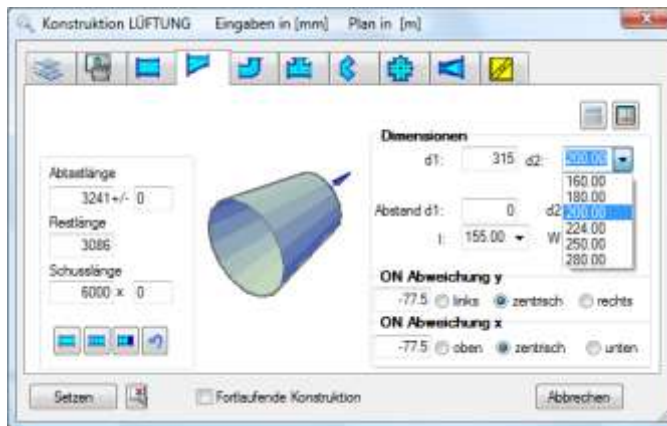 Konstruktion LÜFTUNG Eingaben in [mm] Plan in [m]
Dimensionen
d1: 315 d2: 200.00
160.00
180.00
200.00
224.00
250.00
280.00
Abtastlänge
3241 +/- 0
Restlänge
3086
Schusslänge
6000 x 0
Abstand d1: 0 d2
l: 155.00 W
ON Abweichung y
-77.5 links zentrisch rechts
ON Abweichung x
-77.5 oben zentrisch unten
Setzen Fortlaufende Konstruktion Abbrechen